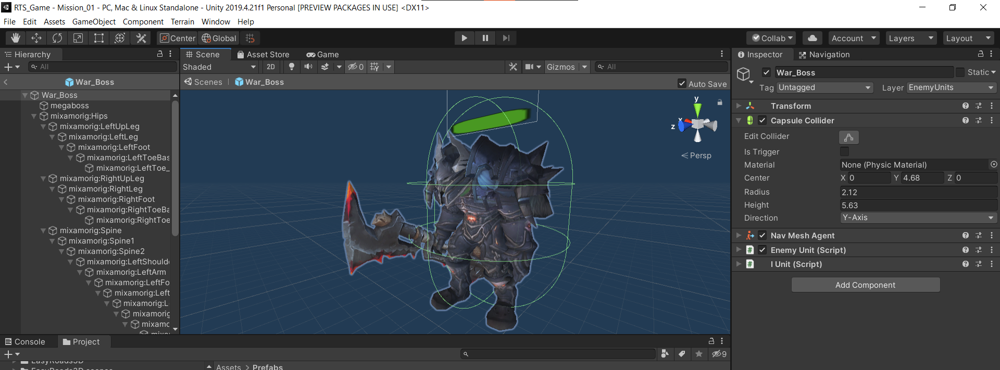 RTS_Game - Mission_01 - PC, Mac & Linux Standalone - Unity 2019.4.21f1 Personal [PREVIEW PACKAGES IN USE] <DX11>
File Edit Assets GameObject Component Terrain Window Help
Center Global Collab Account Layers Layout
Hierarchy
All
War_Boss
War_Boss
megaboss
mixamorig:Hips
mixamorig:LeftUpLeg
mixamorig:LeftLeg
mixamorig:LeftFoot
mixamorig:LeftToeBas
mixamorig:LeftToe_
mixamorig:RightUpLeg
mixamorig:RightLeg
mixamorig:RightFoot
mixamorig:RightToeBa
mixamorig:RightToe
mixamorig:Spine
mixamorig:Spine1
mixamorig:Spine2
mixamorig:LeftShoulde
mixamorig:LeftArm
mixamorig:LeftFo
mixamorig:Left
mixamorig:L
mixamorig
mixamo
Scene Asset Store Game
Shaded 2D 0 Gizmos All
Scenes War_Boss Auto Save
y
x
z
Persp
Inspector Navigation
War_Boss Static
Tag Untagged Layer EnemyUnits
Transform
Capsule Collider
Edit Collider
Is Trigger
Material None (Physic Material)
Center X 0 Y 4.68 Z 0
Radius 2.12
Height 5.63
Direction Y-Axis
Nav Mesh Agent
Enemy Unit (Script)
I Unit (Script)
Add Component
Console Project
9
EasyRoads3D
EasyRoads3D scenes
Assets > Prefabs